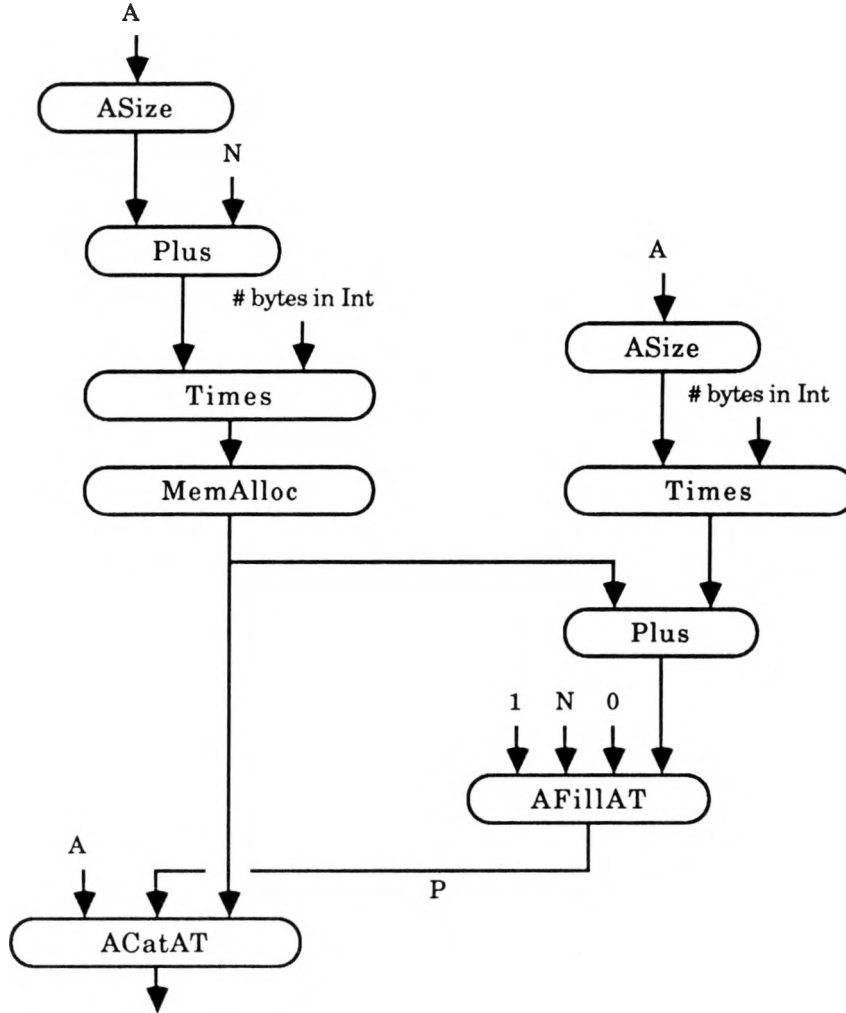 A
ASize
N
Plus
# bytes in Int
Times
MemAlloc
A
ASize
# bytes in Int
Times
Plus
1 N 0
AFillAT
P
A
ACatAT